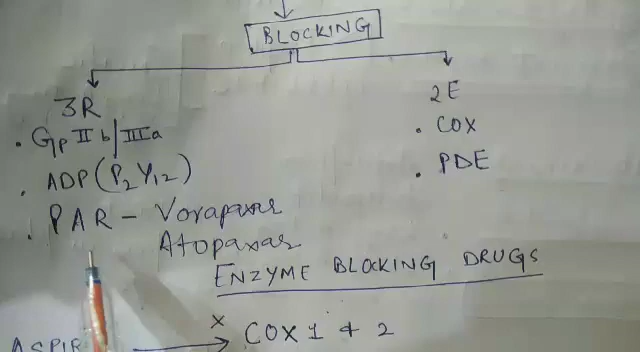 BLOCKING
3R
. Gp IIb/IIIa
. ADP (P2Y12)
. PAR - Vorapaxar
Atopaxar
2E
. COX
. PDE
ENZYME BLOCKING DRUGS
x
COX 1 & 2